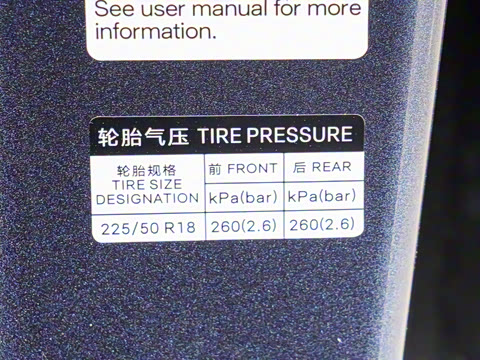 See user manual for more
information.
轮胎气压 TIRE PRESSURE
轮胎规格
TIRE SIZE
DESIGNATION
前 FRONT
后 REAR
kPa(bar)
kPa(bar)
225/50 R18
260(2.6)
260(2.6)